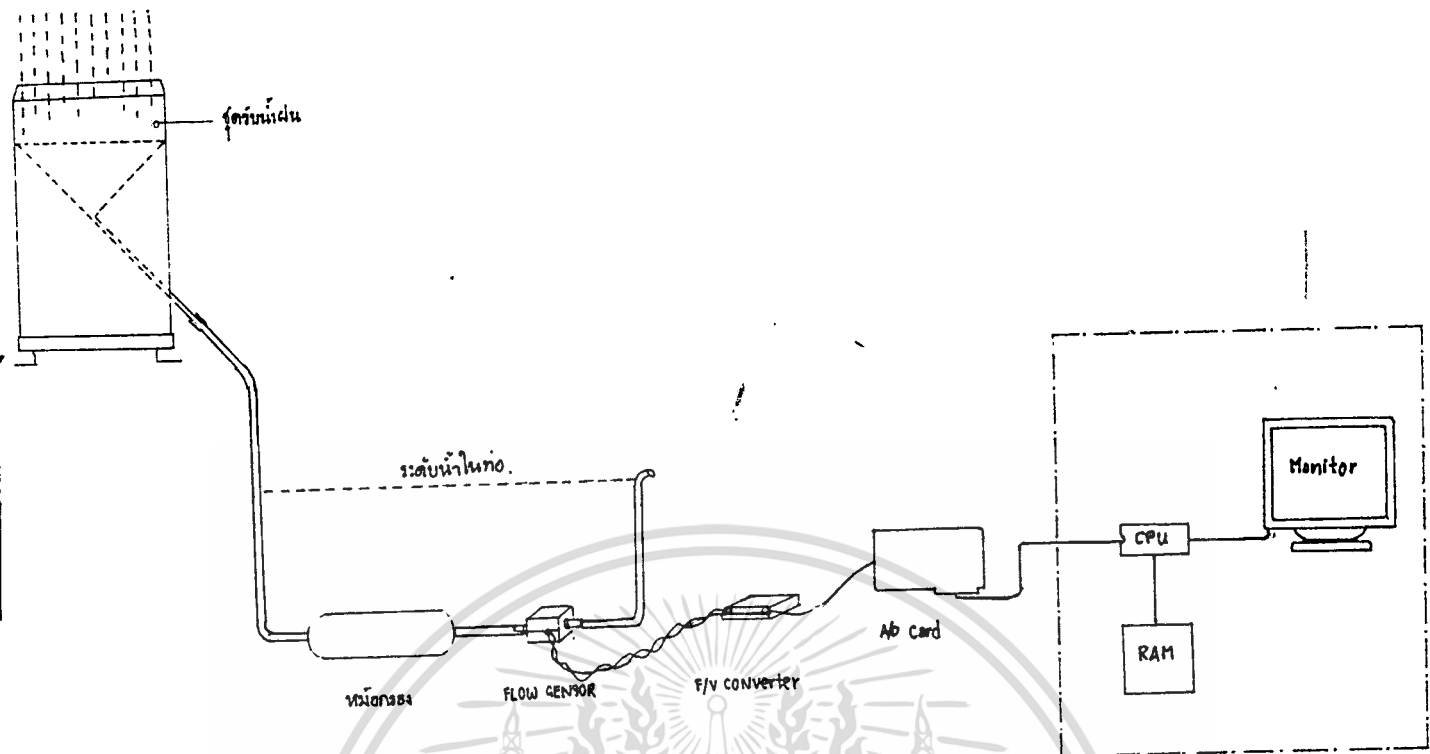 ชุดรับน้ำฝน
ระดับน้ำในท่อ.
Monitor
CPU
A/D Card
RAM
F/V Converter
FLOW SENSOR
หม้อกรอง